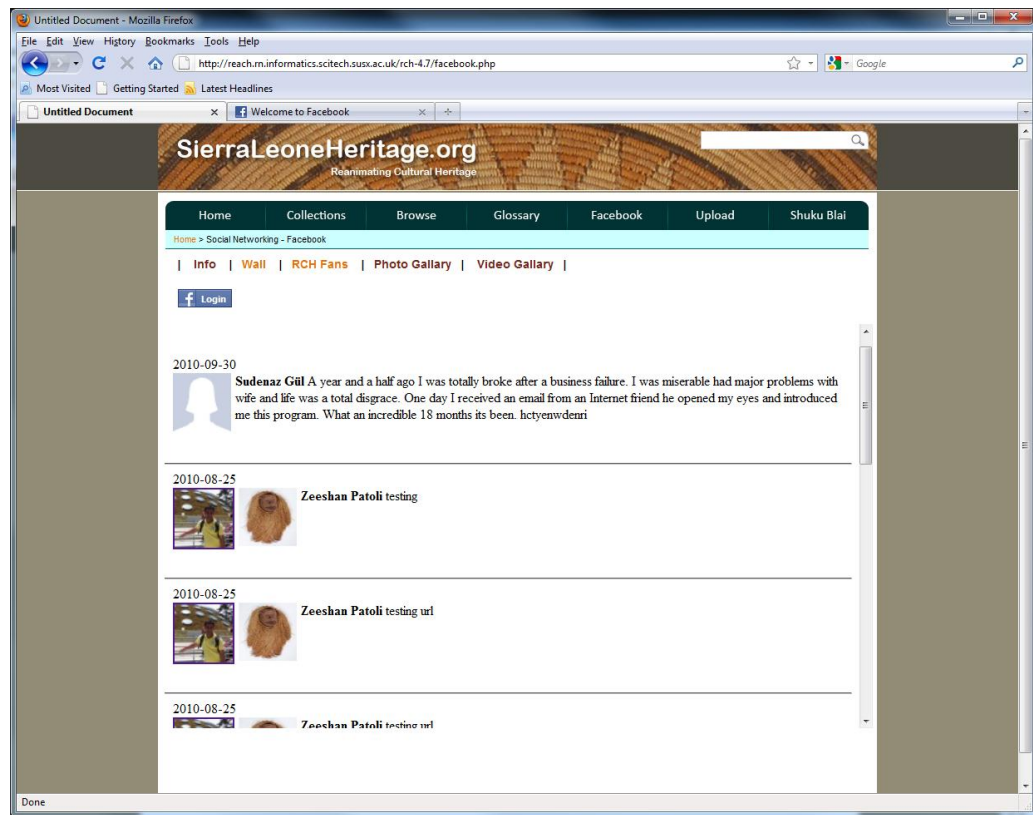 Untitled Document - Mozilla Firefox
File Edit View History Bookmarks Tools Help
http://reach.rn.informatics.scitech.susx.ac.uk/rch-4.7/facebook.php
Google
Most Visited Getting Started Latest Headlines
Untitled Document Welcome to Facebook
SierraLeoneHeritage.org
Reanimating Cultural Heritage
Home Collections Browse Glossary Facebook Upload Shuku Blai
Home > Social Networking - Facebook
| Info | Wall | RCH Fans | Photo Gallary | Video Gallary |
f Login
2010-09-30
Sudenaz Gül A year and a half ago I was totally broke after a business failure. I was miserable had major problems with
wife and life was a total disgrace. One day I received an email from an Internet friend he opened my eyes and introduced
me this program. What an incredible 18 months its been. hctyenwdenri
2010-08-25
Zeeshan Patoli testing
2010-08-25
Zeeshan Patoli testing url
2010-08-25
Zeeshan Patoli testing url
Done